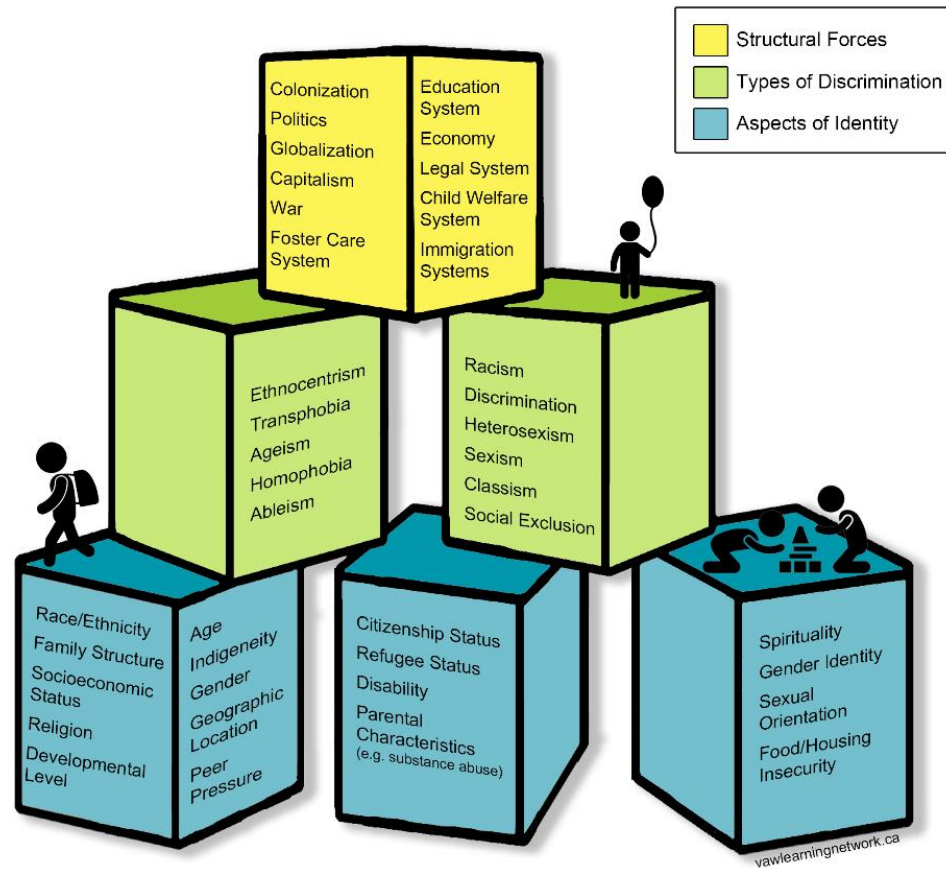 Structural Forces
Types of Discrimination
Aspects of Identity
Colonization
Politics
Globalization
Capitalism
War
Foster Care
System
Education
System
Economy
Legal System
Child Welfare
System
Immigration
Systems
Ethnocentrism
Transphobia
Ageism
Homophobia
Ableism
Racism
Discrimination
Heterosexism
Sexism
Classism
Social Exclusion
Race/Ethnicity
Family Structure
Socioeconomic
Status
Religion
Developmental
Level
Age
Indigeneity
Gender
Geographic
Location
Peer
Pressure
Citizenship Status
Refugee Status
Disability
Parental
Characteristics
(e.g. substance abuse)
Spirituality
Gender Identity
Sexual
Orientation
Food/Housing
Insecurity
vawlearningnetwork.ca